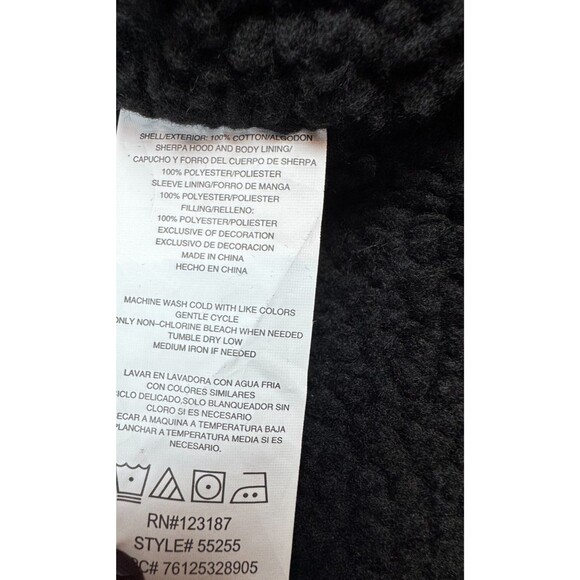 SHELL/EXTERIOR: 100% COTTON/ALGODON
SHERPA HOOD AND BODY LINING/
CAPUCHO Y FORRO DEL CUERPO DE SHERPA
100% POLYESTER/POLIESTER
SLEEVE LINING/FORRO DE MANGA
100% POLYESTER/POLIESTER
FILLING/RELLENO:
100% POLYESTER/POLIESTER
EXCLUSIVE OF DECORATION
EXCLUSIVO DE DECORACION
MADE IN CHINA
HECHO EN CHINA
MACHINE WASH COLD WITH LIKE COLORS
GENTLE CYCLE
ONLY NON-CHLORINE BLEACH WHEN NEEDED
TUMBLE DRY LOW
MEDIUM IRON IF NEEDED
LAVAR EN LAVADORA CON AGUA FRIA
CON COLORES SIMILARES
CICLO DELICADO,SOLO BLANQUEADOR SIN
CLORO SI ES NECESARIO
SECAR A MAQUINA A TEMPERATURA BAJA
PLANCHAR A TEMPERATURA MEDIA SI ES
NECESARIO
RN#123187
STYLE# 55255
PC# 76125328905